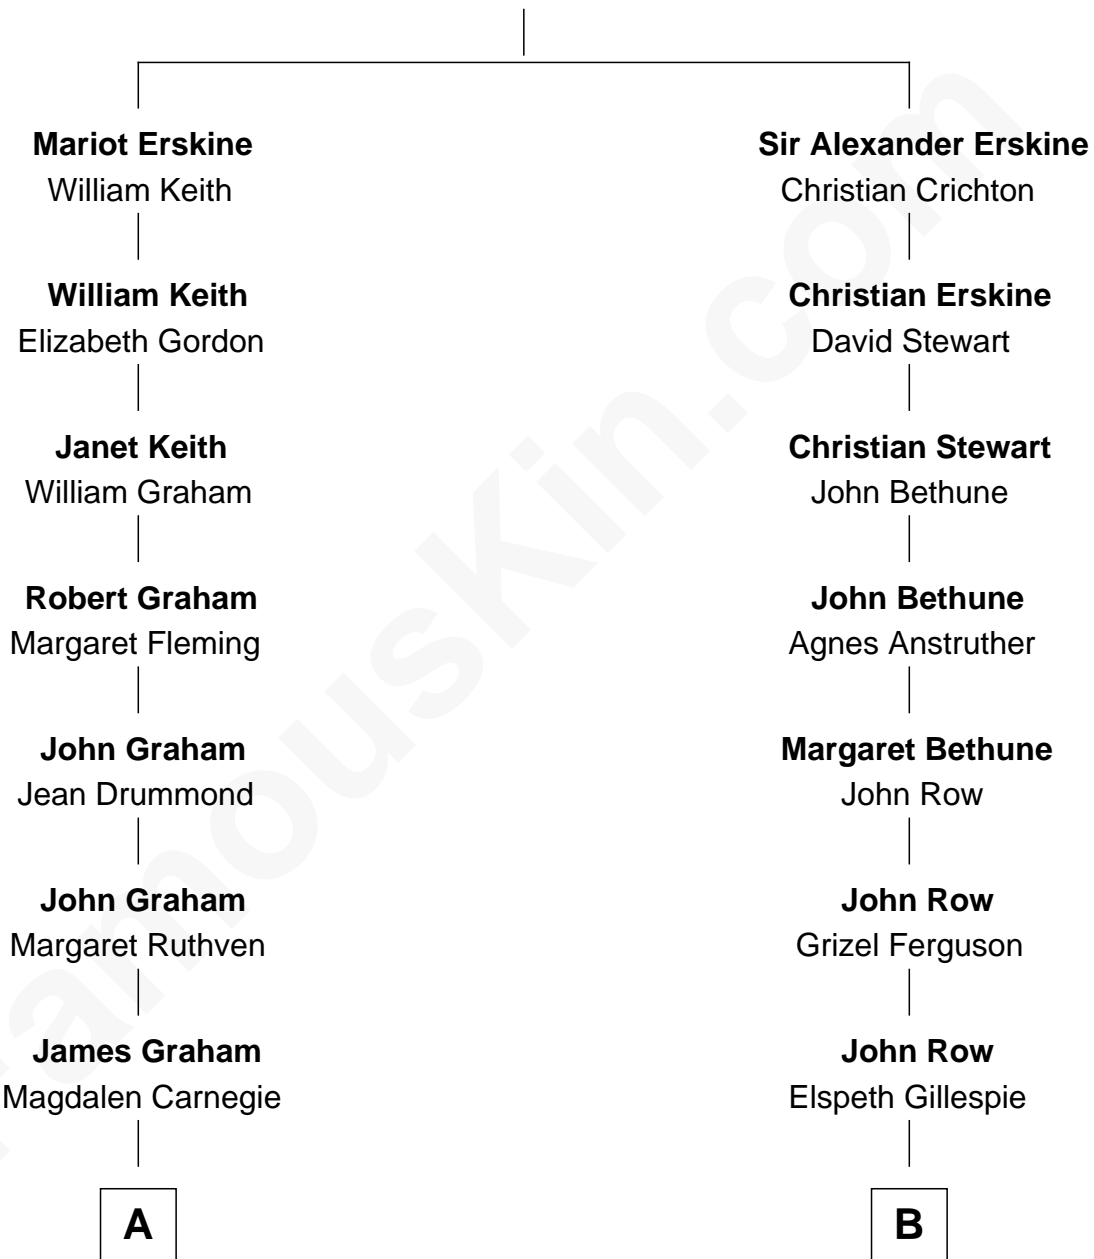 Mariot Erskine
William Keith
William Keith
Elizabeth Gordon
Janet Keith
William Graham
Robert Graham
Margaret Fleming
John Graham
Jean Drummond
John Graham
Margaret Ruthven
James Graham
Magdalen Carnegie
A
Sir Alexander Erskine
Christian Crichton
Christian Erskine
David Stewart
Christian Stewart
John Bethune
John Bethune
Agnes Anstruther
Margaret Bethune
John Row
John Row
Grizel Ferguson
John Row
Elspeth Gillespie
B
FamousKin.com